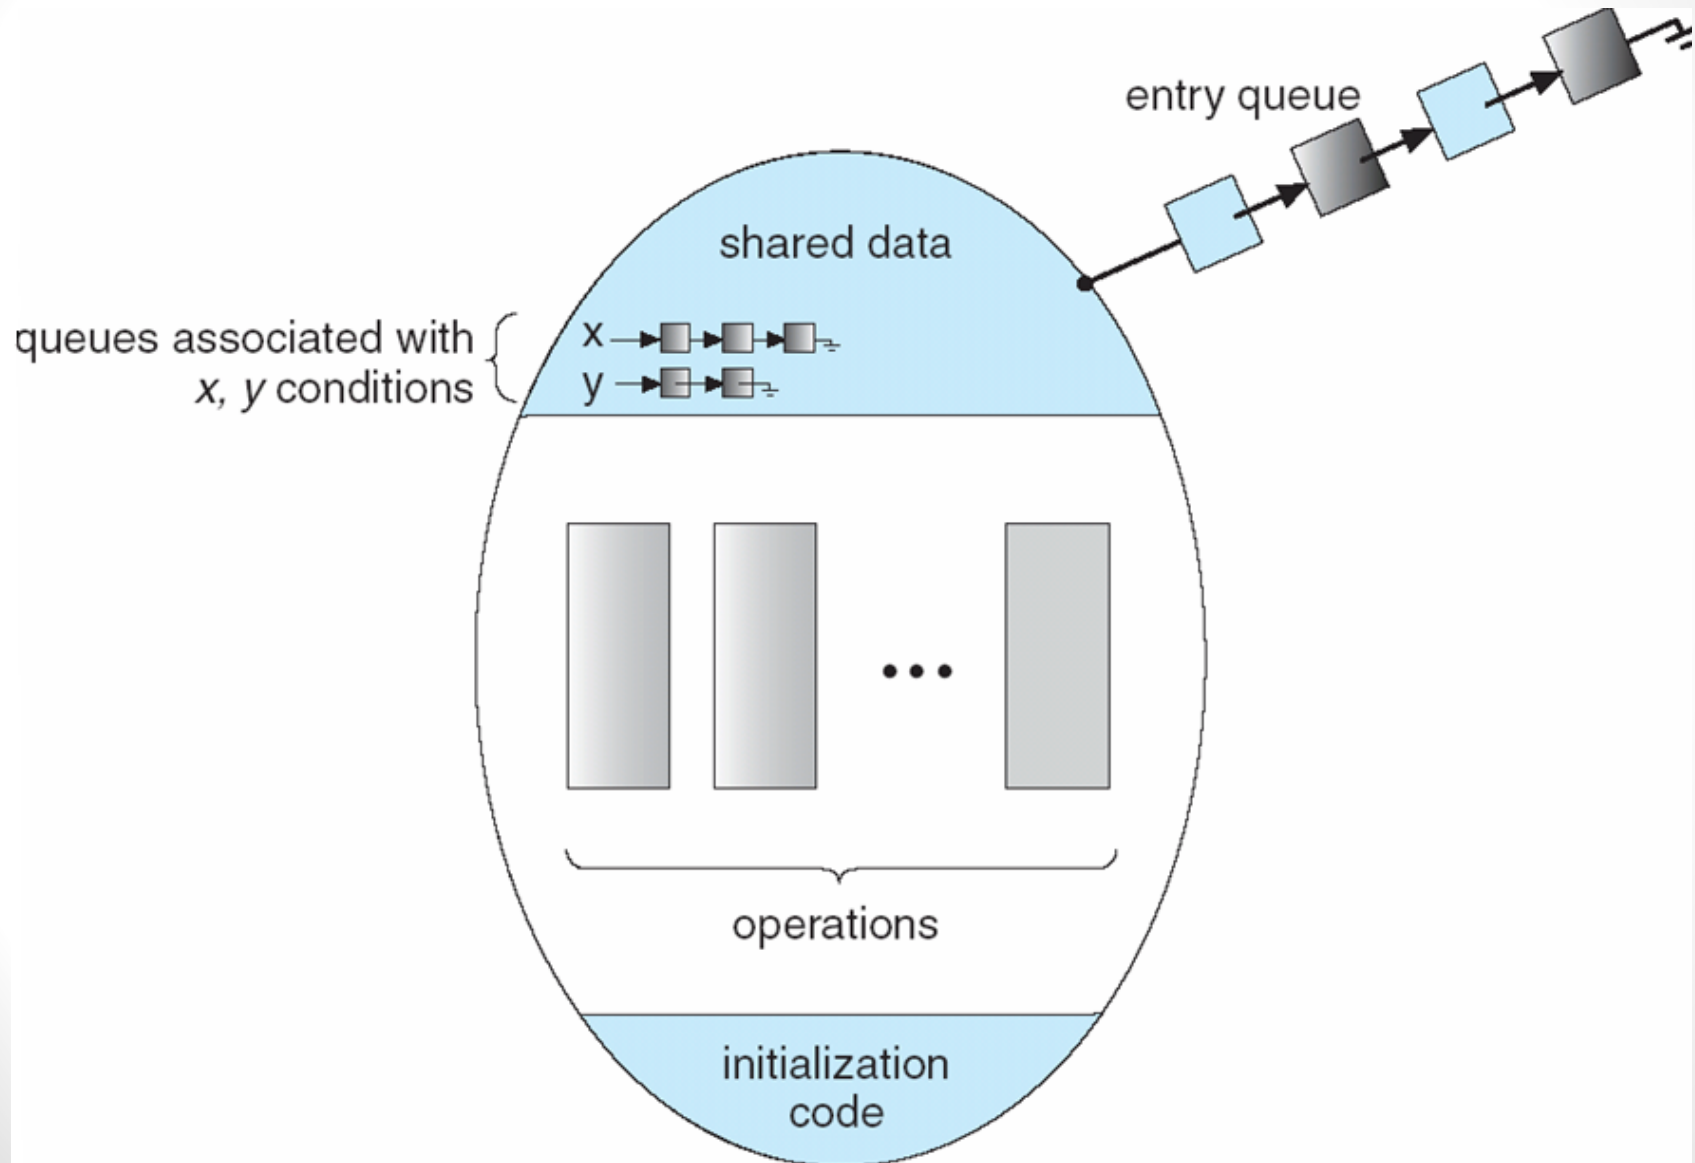 entry queue
shared data
queues associated with
x, y conditions
x
y
operations
initialization
code